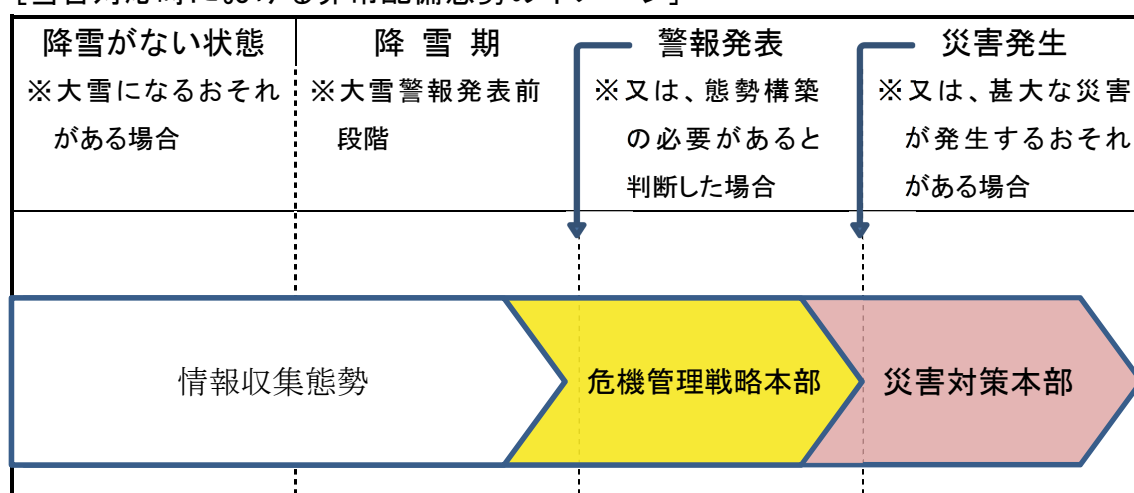 降雪がない状態
※大雪になるおそれ
がある場合
降雪期
※大雪警報発表前
段階
警報発表
※又は、態勢構築
の必要があると
判断した場合
災害発生
※又は、甚大な災害
が発生するおそれ
がある場合
情報収集態勢
危機管理戦略本部
災害対策本部